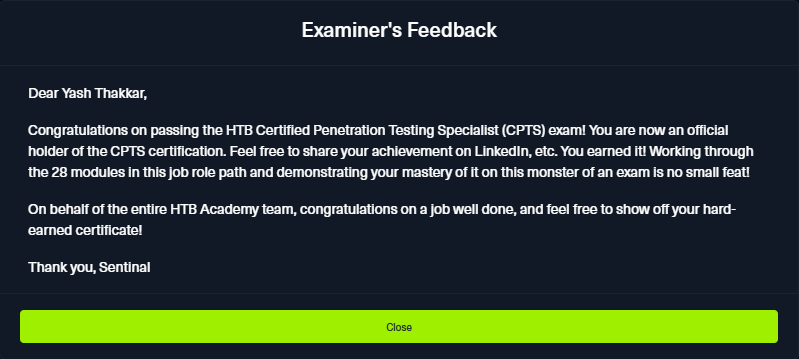 Examiner's Feedback
Dear Yash Thakkar,
Congratulations on passing the HTB Certified Penetration Testing Specialist (CPTS) exam! You are now an official
holder of the CPTS certification. Feel free to share your achievement on LinkedIn, etc. You earned it! Working through
the 28 modules in this job role path and demonstrating your mastery of it on this monster of an exam is no small feat!
On behalf of the entire HTB Academy team, congratulations on a job well done, and feel free to show off your hard-
earned certificate!
Thank you, Sentinal
Close